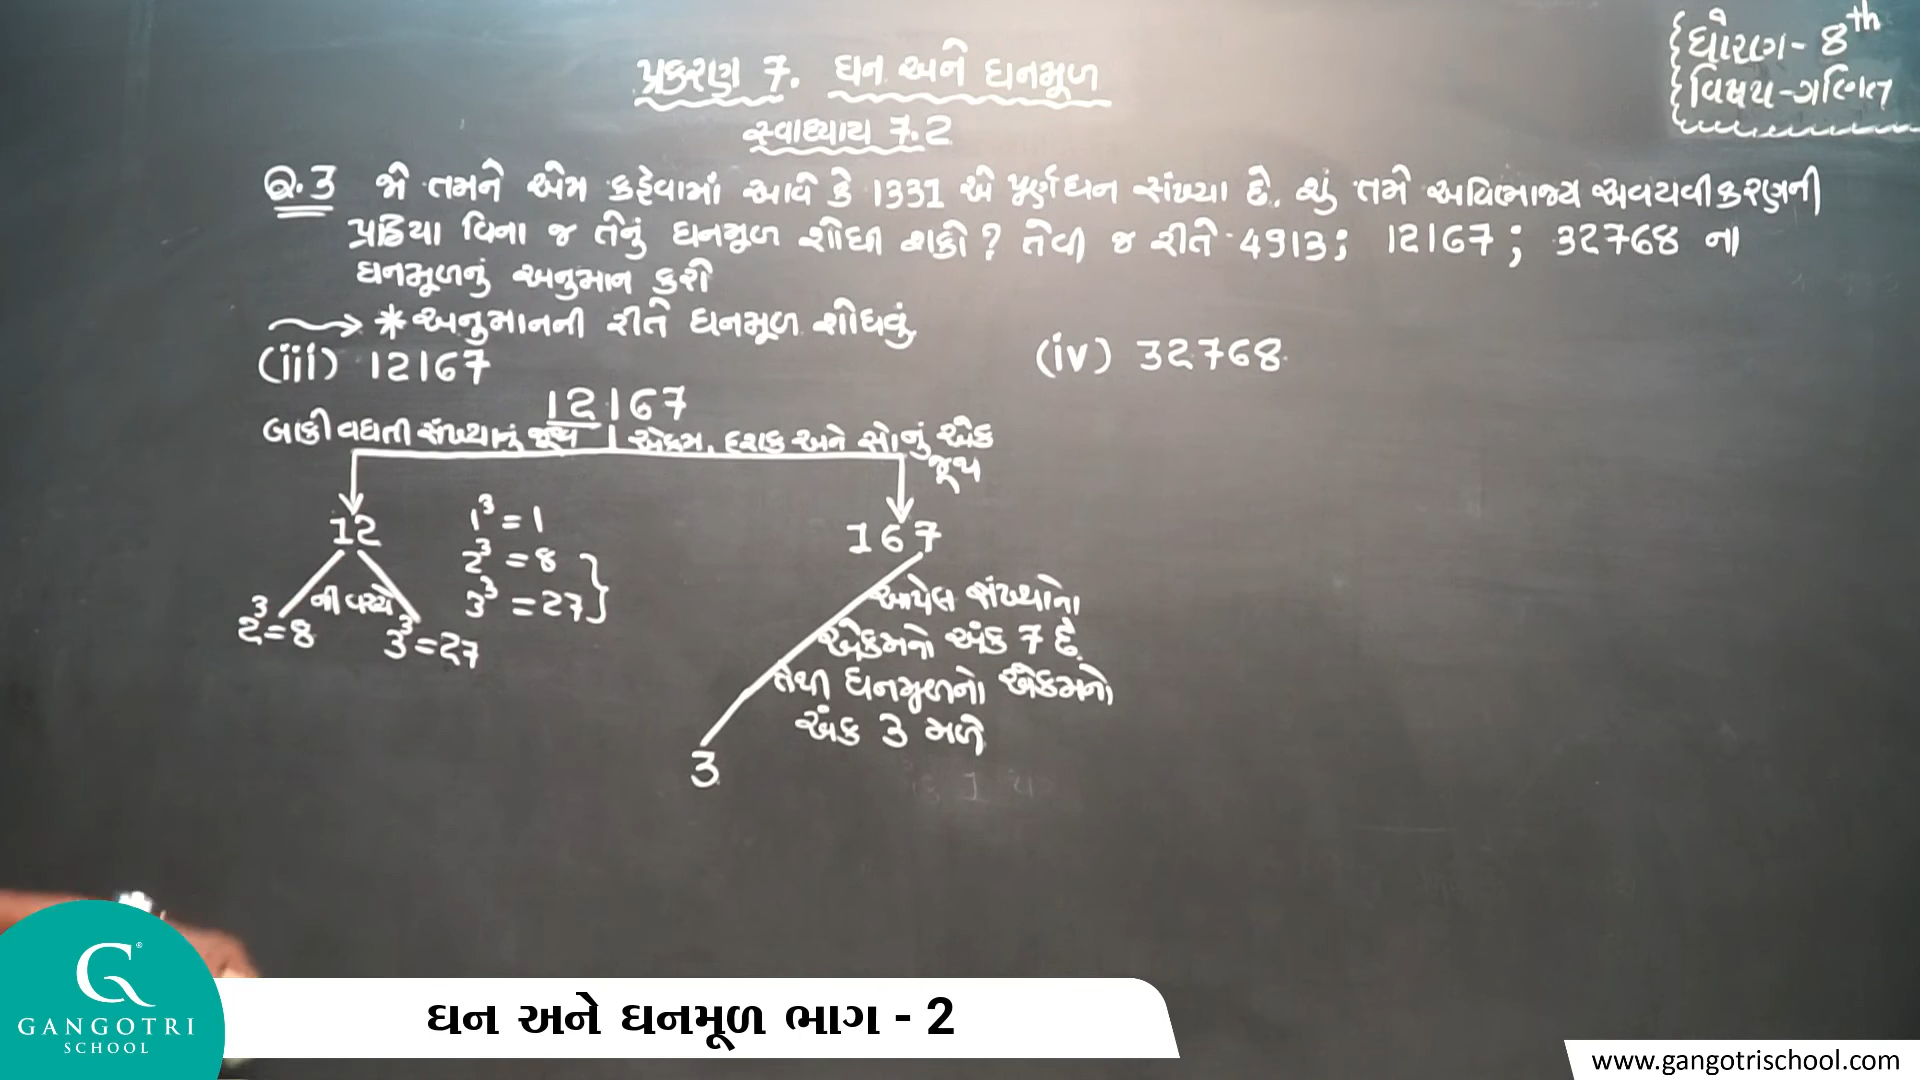 ધોરણ - 8th
વિષય - ગણિત
પ્રકરણ 7. ઘન અને ઘનમૂળ
સ્વાધ્યાય 7.2
Q.3 જો તમને એમ કહેવામાં આવે કે 1331 એ પૂર્ણઘન સંખ્યા છે. શું તમે અવિભાજ્ય અવયવીકરણની
પ્રક્રિયા વિના જ તેનું ઘનમૂળ શોધી શકો? તેવી જ રીતે 4913; 12167; 32768 ના
ઘનમૂળનું અનુમાન કરો
* અનુમાનની રીતે ઘનમૂળ શોધવું
(iii) 12167
(iv) 32768
12167
બાકી વધતી સંખ્યાનું જૂથ | એકમ, દશક અને સોનું એક
જૂથ
12
1³ = 1
2³ = 8
3³ = 27
ની વચ્ચે
2³ = 8
3³ = 27
167
આપેલ સંખ્યાનો
એકમનો અંક 7 છે.
તેથી ઘનમૂળનો એકમનો
અંક 3 મળે
3
GANGOTRI
SCHOOL
ઘન અને ઘનમૂળ ભાગ - 2
www.gangotrischool.com